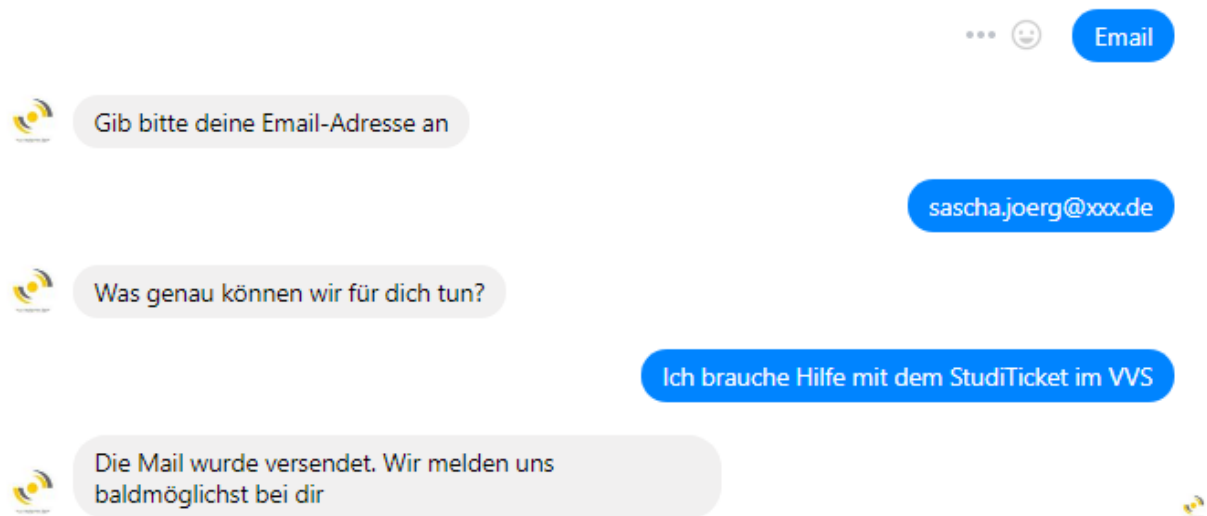 Email
Gib bitte deine Email-Adresse an
sascha.joerg@xxx.de
Was genau können wir für dich tun?
Ich brauche Hilfe mit dem StudiTicket im VVS
Die Mail wurde versendet. Wir melden uns
baldmöglichst bei dir